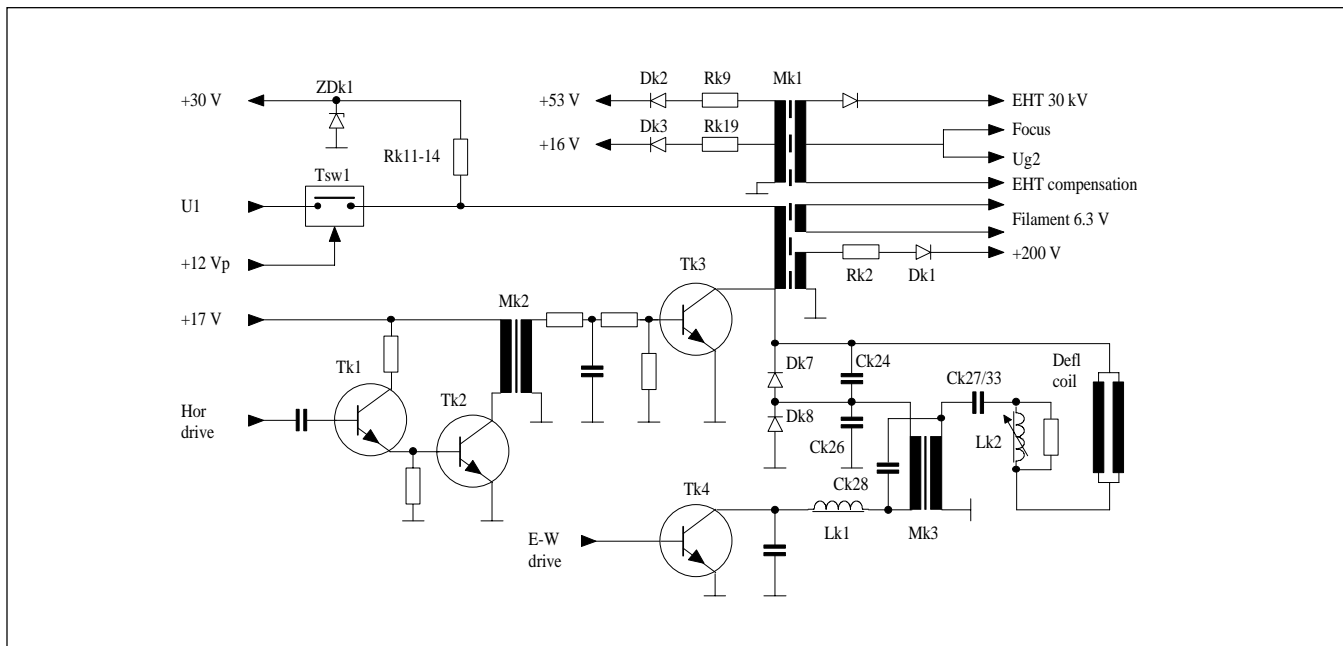 ZDk1
Dk2
Rk9
Mk1
+30 V
+53 V
EHT 30 kV
Focus
Dk3
Rk19
+16 V
Rk11-14
Ug2
Tsw1
EHT compensation
U1
Filament 6.3 V
+12 Vp
+200 V
Tk3
Rk2
Dk1
Mk2
+17 V
Tk1
Dk7
Ck24
Ck27/33
Defl
coil
Tk2
Hor
drive
Dk8
Ck26
Lk2
Ck28
Tk4
E-W
drive
Lk1
Mk3